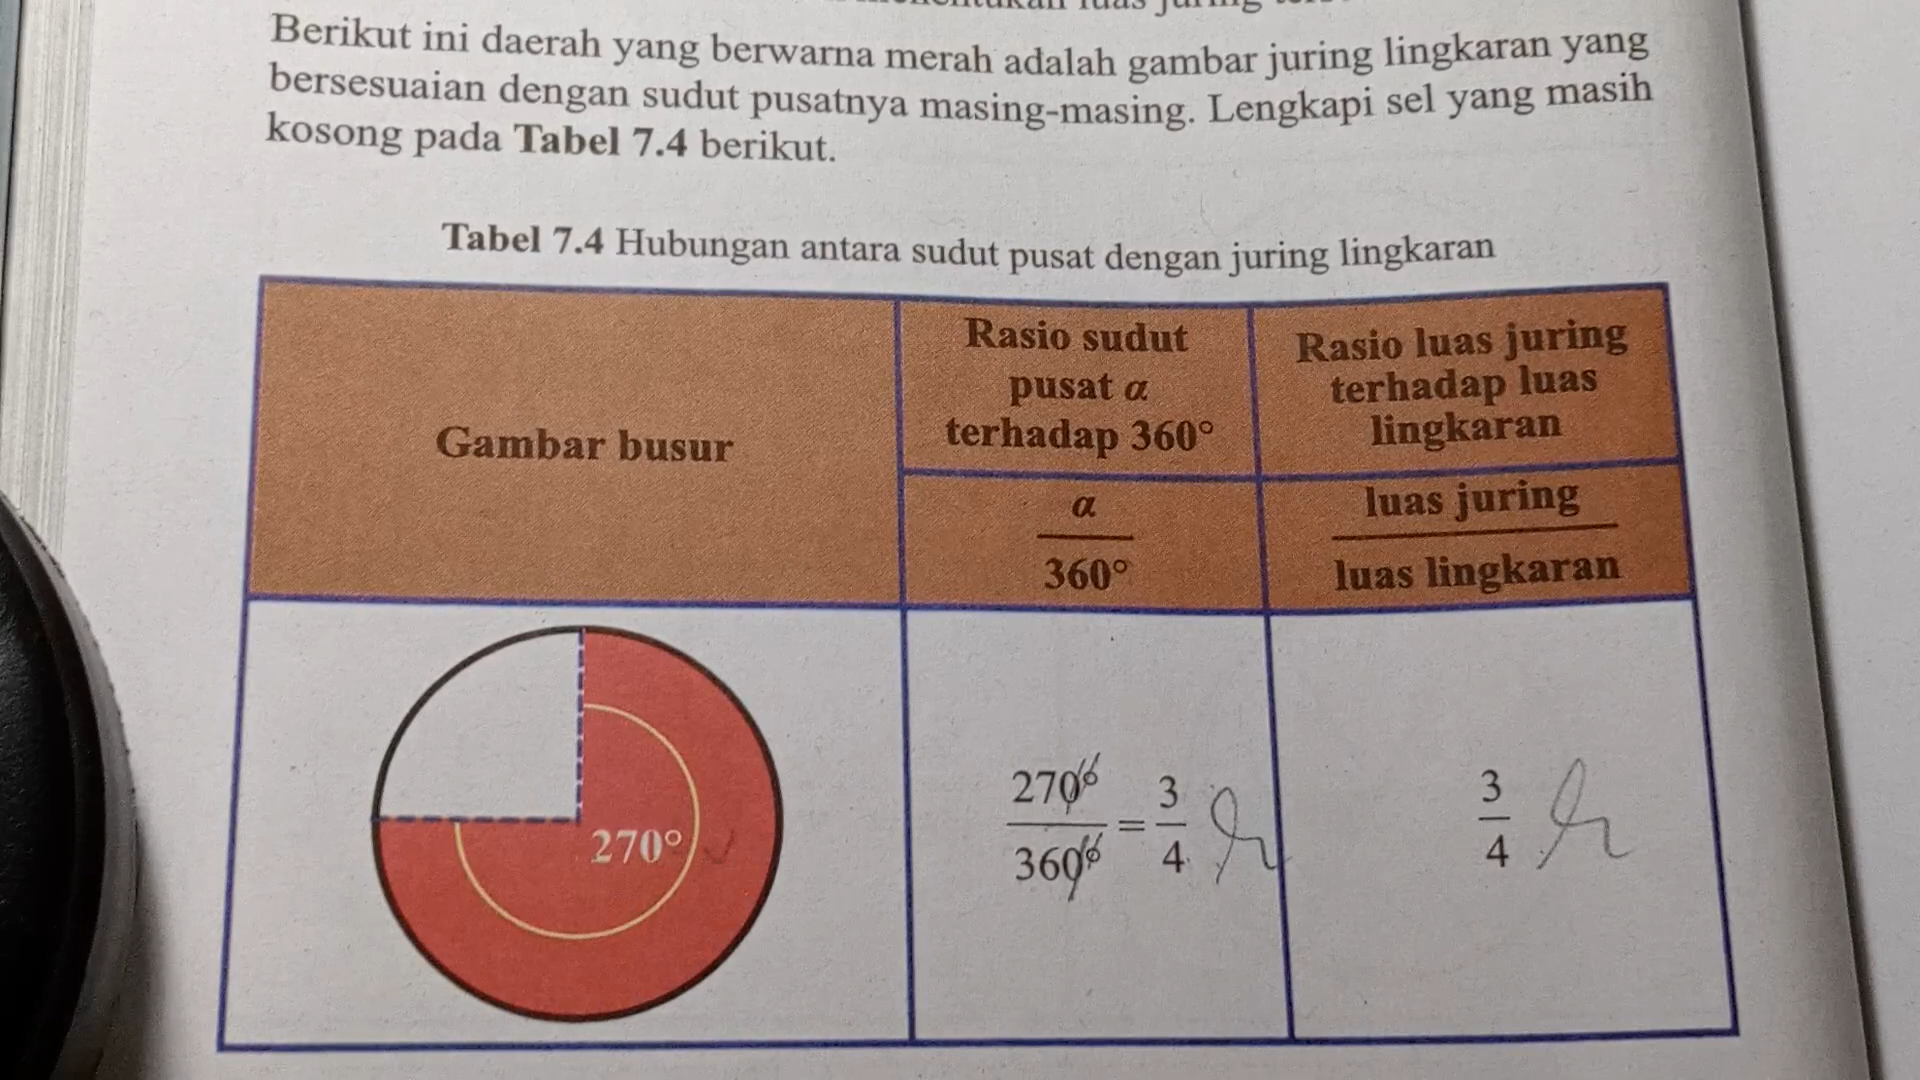 Berikut ini daerah yang berwarna merah adalah gambar juring lingkaran yang
bersesuaian dengan sudut pusatnya masing-masing. Lengkapi sel yang masih
kosong pada Tabel 7.4 berikut.
Tabel 7.4 Hubungan antara sudut pusat dengan juring lingkaran
Gambar busur
Rasio sudut
pusat α
terhadap 360°
α
360°
Rasio luas juring
terhadap luas
lingkaran
luas juring
luas lingkaran
270°
270°
360°
=
3
4
3
4